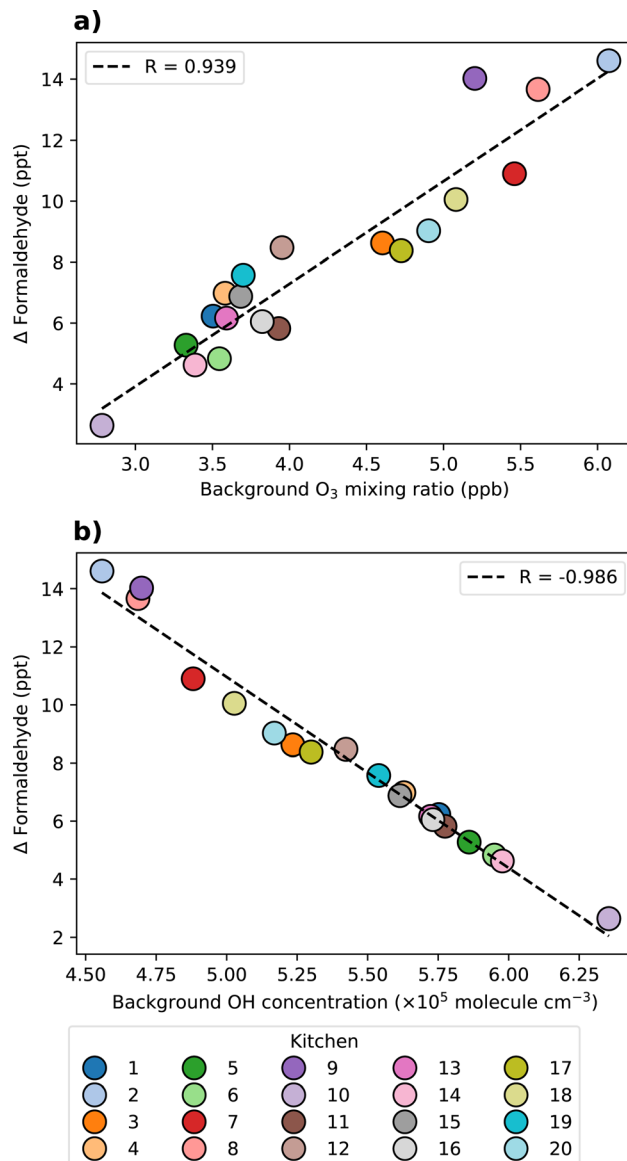 a)
R = 0.939
14
12
10
8
6
4
Δ Formaldehyde (ppt)
3.0 3.5 4.0 4.5 5.0 5.5 6.0
Background O₃ mixing ratio (ppb)
b)
R = -0.986
14
12
10
8
6
4
2
Δ Formaldehyde (ppt)
4.50 4.75 5.00 5.25 5.50 5.75 6.00 6.25
Background OH concentration (×10⁵ molecule cm⁻³)
Kitchen
1 5 9 13 17
2 6 10 14 18
3 7 11 15 19
4 8 12 16 20